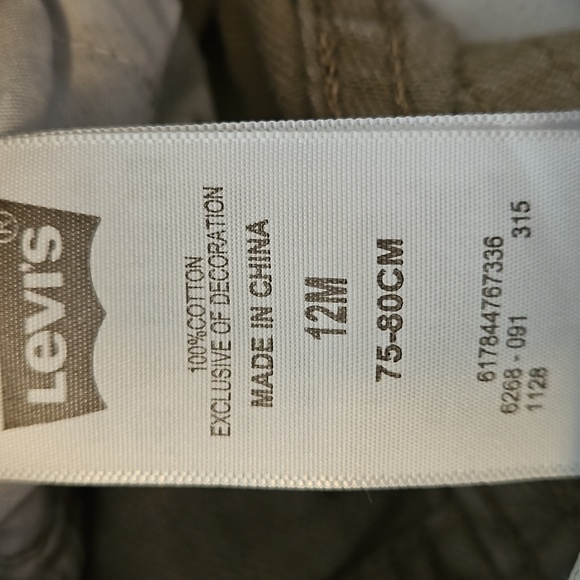 Levi's®
100%COTTON
EXCLUSIVE OF DECORATION
MADE IN CHINA
12M
75-80CM
617844767336
6268 - 091 315
1128